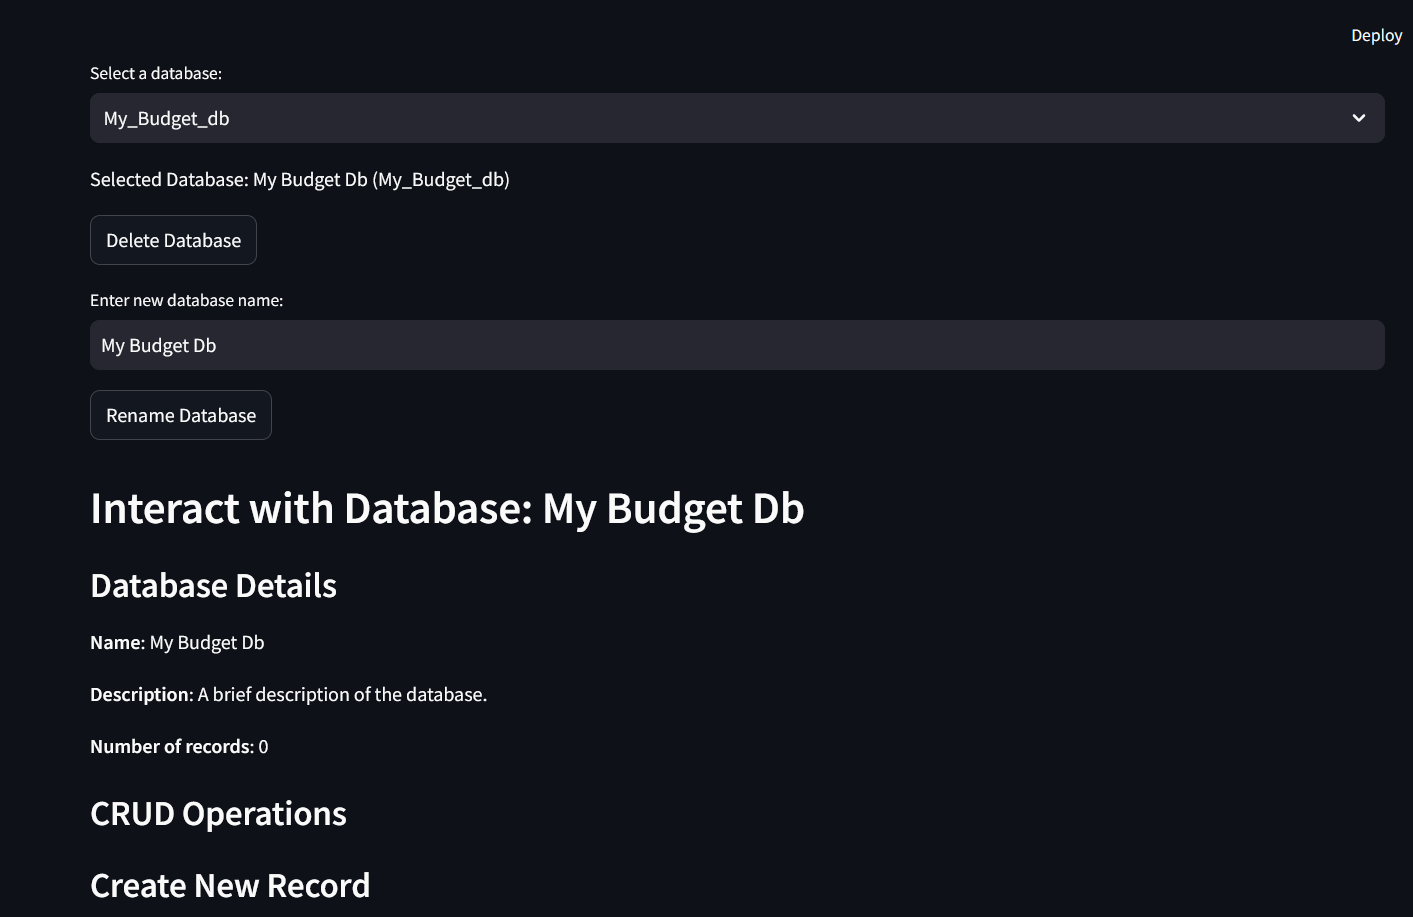 Deploy
Select a database:
My_Budget_db
Selected Database: My Budget Db (My_Budget_db)
Delete Database
Enter new database name:
My Budget Db
Rename Database
Interact with Database: My Budget Db
Database Details
Name: My Budget Db
Description: A brief description of the database.
Number of records: 0
CRUD Operations
Create New Record